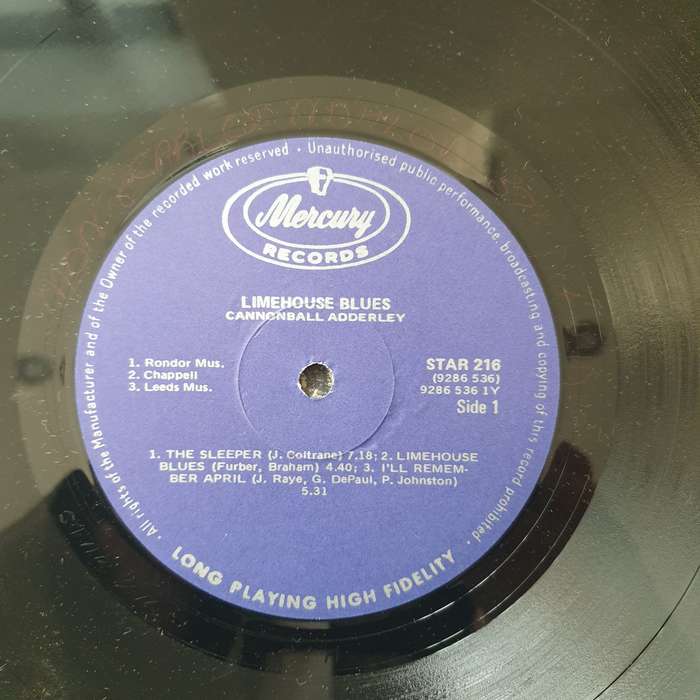 Mercury
RECORDS
LIMEHOUSE BLUES
CANNONBALL ADDERLEY
1. Rondor Mus.
2. Chappell
3. Leeds Mus.
STAR 216
(9286 536)
9286 536 1Y
Side 1
1. THE SLEEPER (J. Coltrane) 7.18; 2. LIMEHOUSE
BLUES (Furber, Braham) 4.40; 3. I'LL REMEM-
BER APRIL (J. Raye, G. DePaul, P. Johnston)
5.31
LONG PLAYING HIGH FIDELITY
· All rights of the Manufacturer and of the Owner of the recorded work reserved · Unauthorised public performance, broadcasting and copying of this record prohibited ·